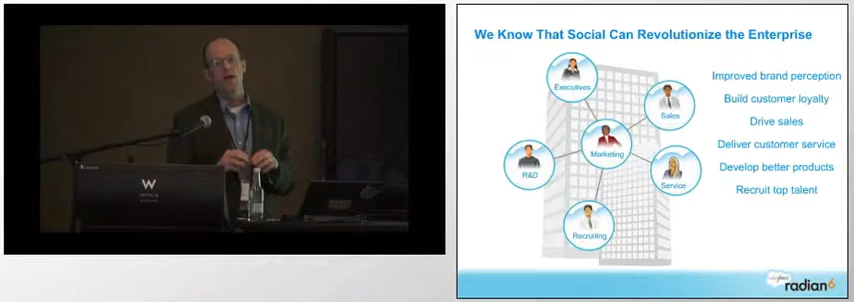 W
HOTELS
We Know That Social Can Revolutionize the Enterprise
Executives
Sales
Marketing
R&D
Service
Recruiting
Improved brand perception
Build customer loyalty
Drive sales
Deliver customer service
Develop better products
Recruit top talent
radian6